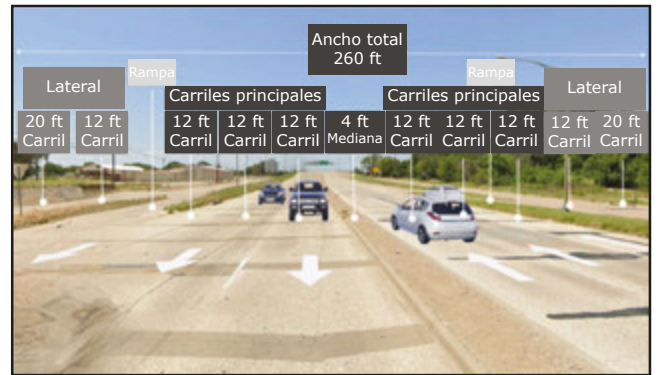 Ancho total
260 ft
Rampa
Rampa
Lateral
Lateral
Carriles principales
Carriles principales
20 ft
Carril
12 ft
Carril
12 ft
Carril
12 ft
Carril
12 ft
Carril
4 ft
Mediana
12 ft
Carril
12 ft
Carril
12 ft
Carril
12 ft
Carril
20 ft
Carril